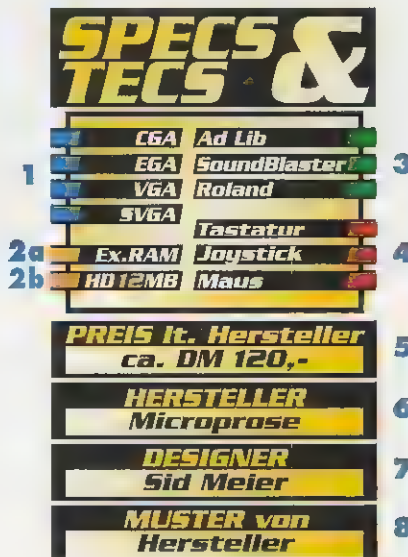 SPECS &
TECS
CGA Ad Lib
1 EGA SoundBlaster 3
VGA Roland
SVGA
Tastatur
2a Ex.RAM Joystick 4
2b HD 12MB Maus
PREIS lt. Hersteller
ca. DM 120,- 5
HERSTELLER
Microprose 6
DESIGNER
Sid Meier 7
MUSTER von
Hersteller 8